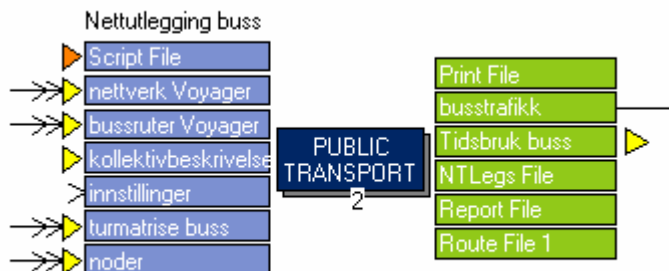 Nettutlegging buss
Script File
nettverk Voyager
bussruter Voyager
kollektivbeskrivelse
innstillinger
turmatrise buss
noder
PUBLIC
TRANSPORT
2
Print File
busstrafikk
Tidsbruk buss
NTLegs File
Report File
Route File 1